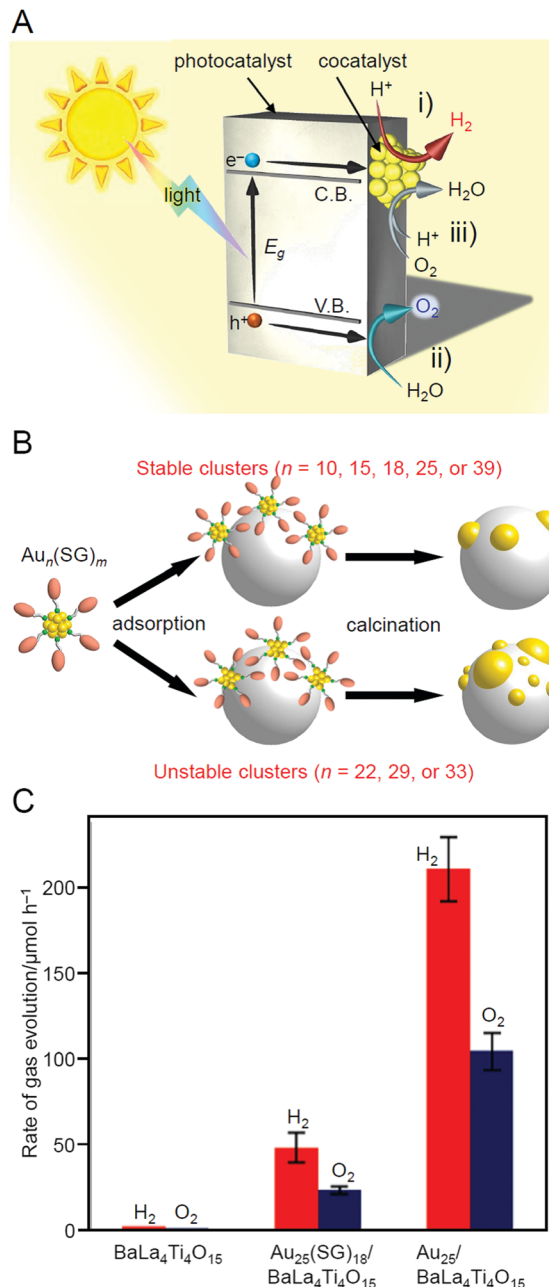 A
photocatalyst
cocatalyst
H⁺
i)
H₂
e⁻
light
C.B.
H₂O
E_g
H⁺
iii)
O₂
V.B.
O₂
h⁺
ii)
H₂O
B
Stable clusters (n = 10, 15, 18, 25, or 39)
Auₙ(SG)ₘ
adsorption
calcination
Unstable clusters (n = 22, 29, or 33)
C
Rate of gas evolution/µmol h⁻¹
200
150
100
50
0
H₂
O₂
H₂
O₂
H₂
O₂
BaLa₄Ti₄O₁₅
Au₂₅(SG)₁₈/
BaLa₄Ti₄O₁₅
Au₂₅/
BaLa₄Ti₄O₁₅